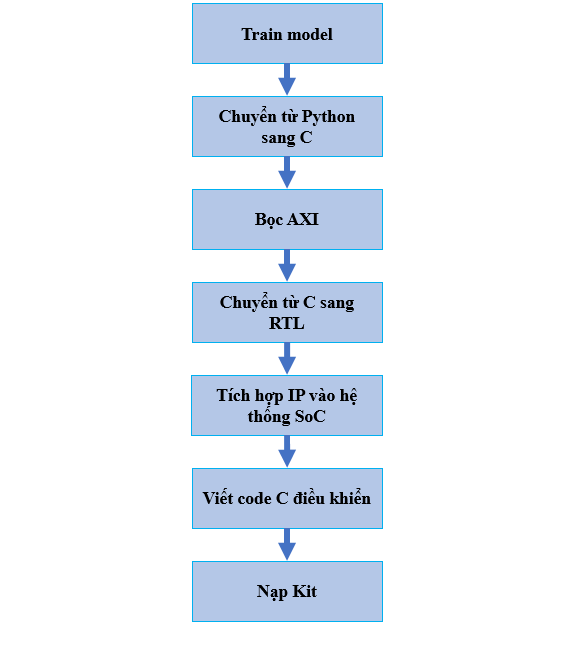 Train model
Chuyển từ Python
sang C
Bọc AXI
Chuyển từ C sang
RTL
Tích hợp IP vào hệ
thống SoC
Viết code C điều khiển
Nạp Kit